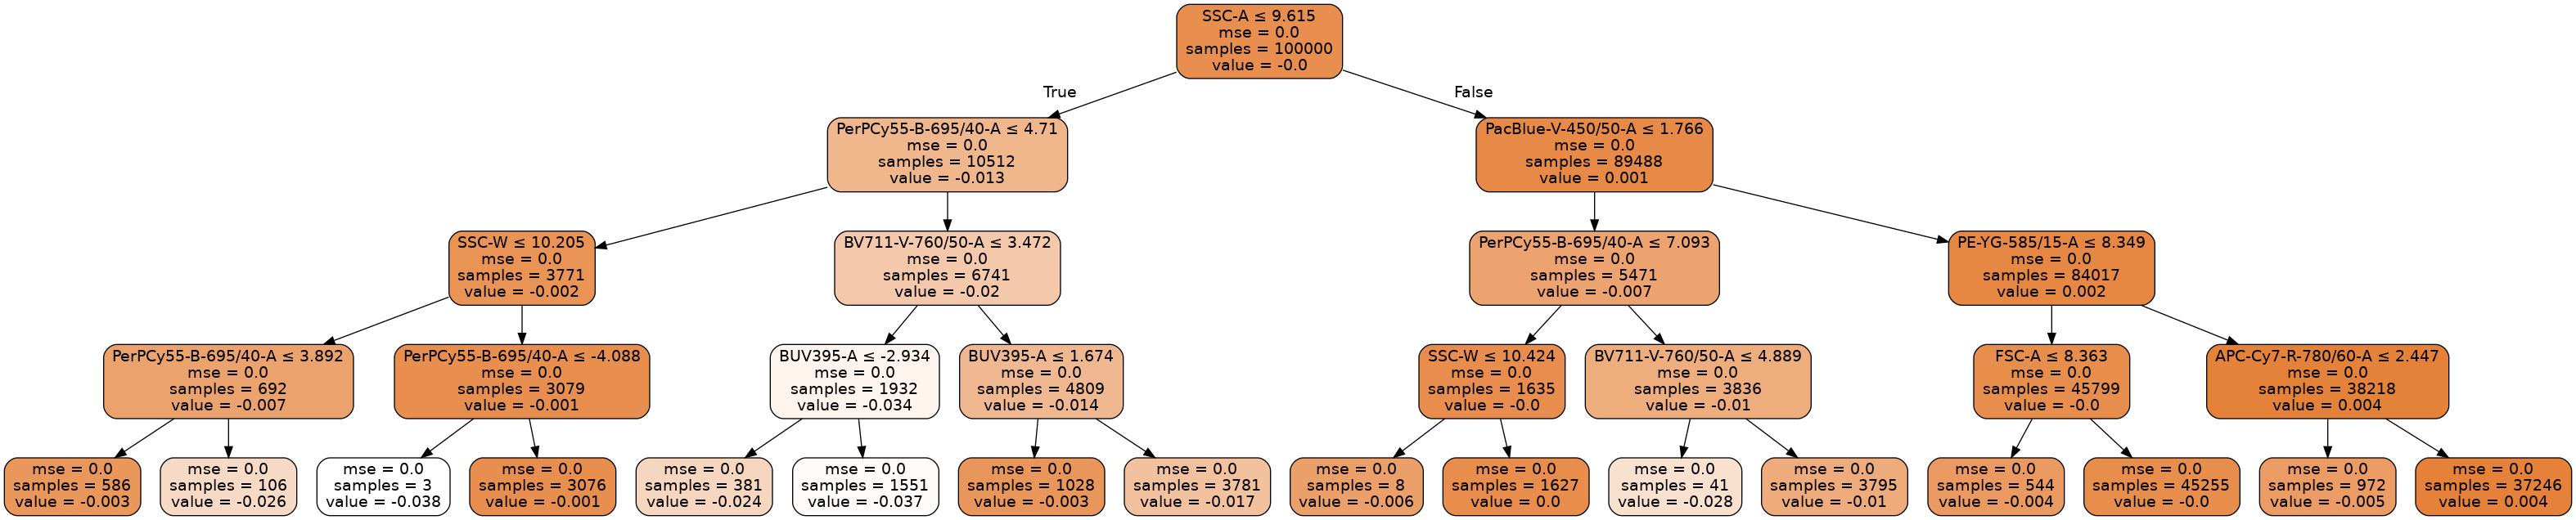 SSC-A ≤ 9.615
mse = 0.0
samples = 100000
value = -0.0
True
False
PerPCy55-B-695/40-A ≤ 4.71
mse = 0.0
samples = 10512
value = -0.013
PacBlue-V-450/50-A ≤ 1.766
mse = 0.0
samples = 89488
value = 0.001
SSC-W ≤ 10.205
mse = 0.0
samples = 3771
value = -0.002
BV711-V-760/50-A ≤ 3.472
mse = 0.0
samples = 6741
value = -0.02
PerPCy55-B-695/40-A ≤ 7.093
mse = 0.0
samples = 5471
value = -0.007
PE-YG-585/15-A ≤ 8.349
mse = 0.0
samples = 84017
value = 0.002
PerPCy55-B-695/40-A ≤ 3.892
mse = 0.0
samples = 692
value = -0.007
PerPCy55-B-695/40-A ≤ -4.088
mse = 0.0
samples = 3079
value = -0.001
BUV395-A ≤ -2.934
mse = 0.0
samples = 1932
value = -0.034
BUV395-A ≤ 1.674
mse = 0.0
samples = 4809
value = -0.014
SSC-W ≤ 10.424
mse = 0.0
samples = 1635
value = -0.0
BV711-V-760/50-A ≤ 4.889
mse = 0.0
samples = 3836
value = -0.01
FSC-A ≤ 8.363
mse = 0.0
samples = 45799
value = -0.0
APC-Cy7-R-780/60-A ≤ 2.447
mse = 0.0
samples = 38218
value = 0.004
mse = 0.0
samples = 586
value = -0.003
mse = 0.0
samples = 106
value = -0.026
mse = 0.0
samples = 3
value = -0.038
mse = 0.0
samples = 3076
value = -0.001
mse = 0.0
samples = 381
value = -0.024
mse = 0.0
samples = 1551
value = -0.037
mse = 0.0
samples = 1028
value = -0.003
mse = 0.0
samples = 3781
value = -0.017
mse = 0.0
samples = 8
value = -0.006
mse = 0.0
samples = 1627
value = 0.0
mse = 0.0
samples = 41
value = -0.028
mse = 0.0
samples = 3795
value = -0.01
mse = 0.0
samples = 544
value = -0.004
mse = 0.0
samples = 45255
value = -0.0
mse = 0.0
samples = 972
value = -0.005
mse = 0.0
samples = 37246
value = 0.004